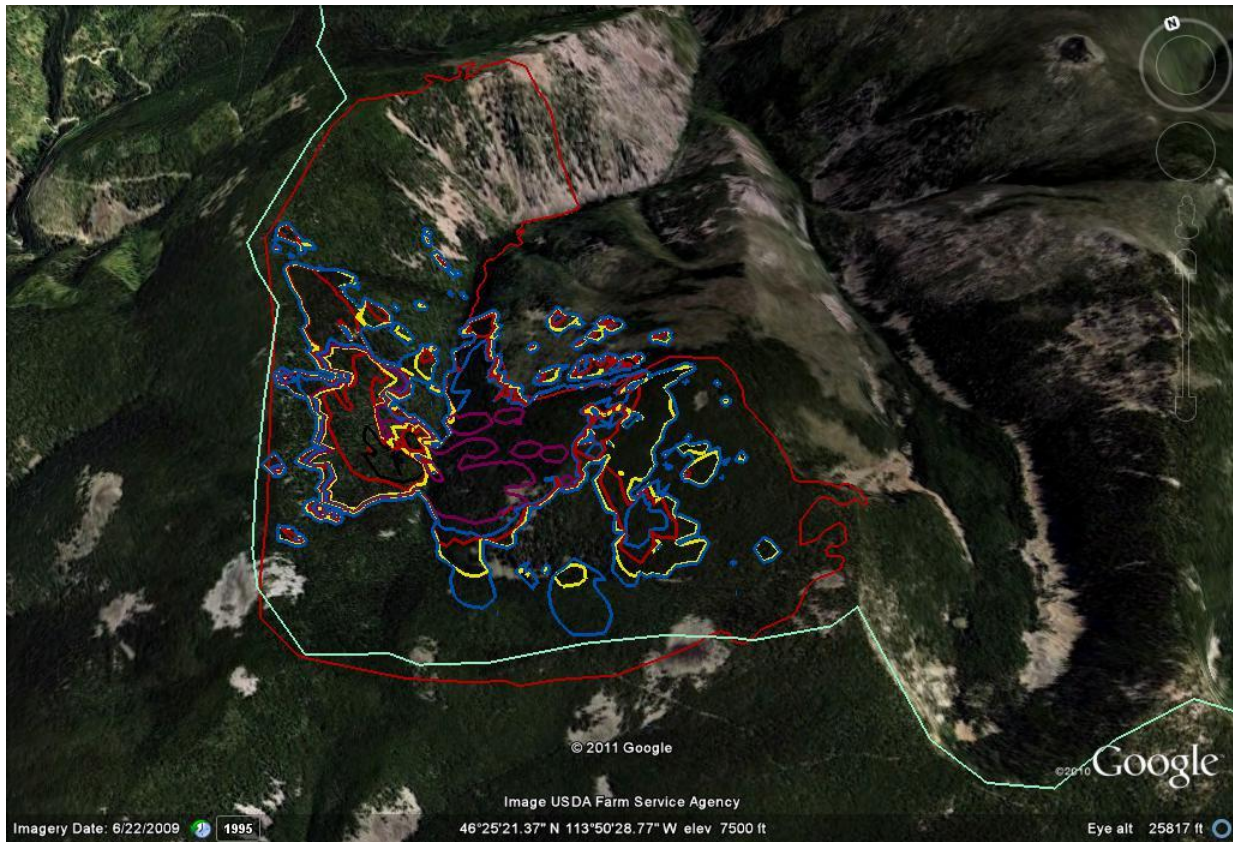 N
© 2011 Google
©2010 Google
Image USDA Farm Service Agency
Imagery Date: 6/22/2009 1995 46°25'21.37" N 113°50'28.77" W elev 7500 ft Eye alt 25817 ft